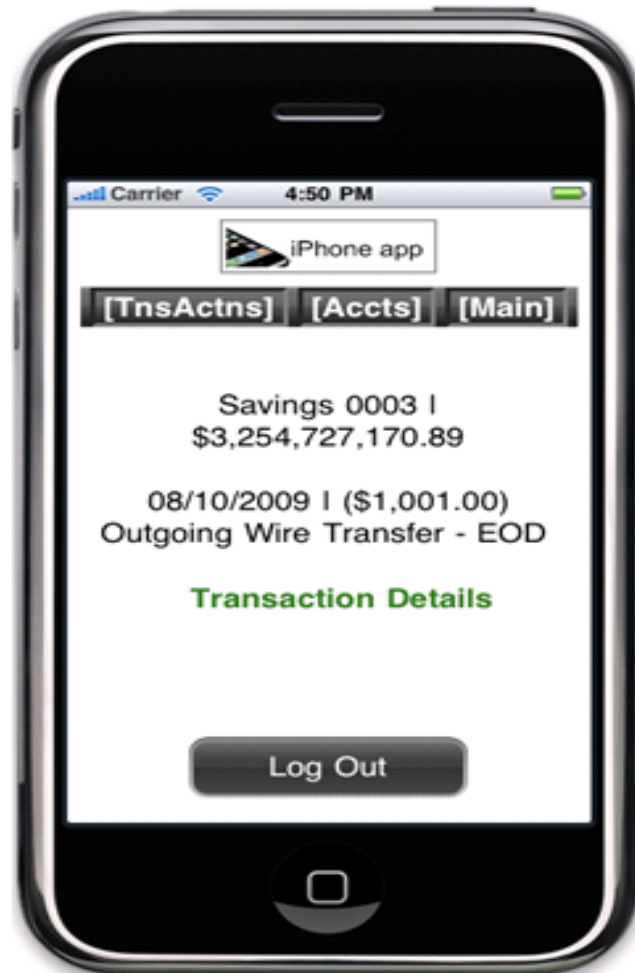 Carrier 4:50 PM
iPhone app
[TnsActns] [Accts] [Main]
Savings 0003 |
$3,254,727,170.89
08/10/2009 | ($1,001.00)
Outgoing Wire Transfer - EOD
Transaction Details
Log Out